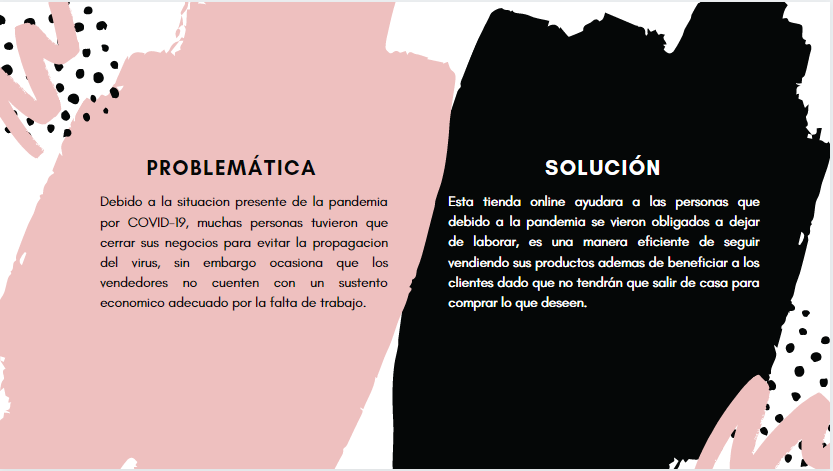 PROBLEMÁTICA
Debido a la situacion presente de la pandemia
por COVID-19, muchas personas tuvieron que
cerrar sus negocios para evitar la propagacion
del virus, sin embargo ocasiona que los
vendedores no cuenten con un sustento
economico adecuado por la falta de trabajo.
SOLUCIÓN
Esta tienda online ayudara a las personas que
debido a la pandemia se vieron obligados a dejar
de laborar, es una manera eficiente de seguir
vendiendo sus productos ademas de beneficiar a los
clientes dado que no tendrán que salir de casa para
comprar lo que deseen.